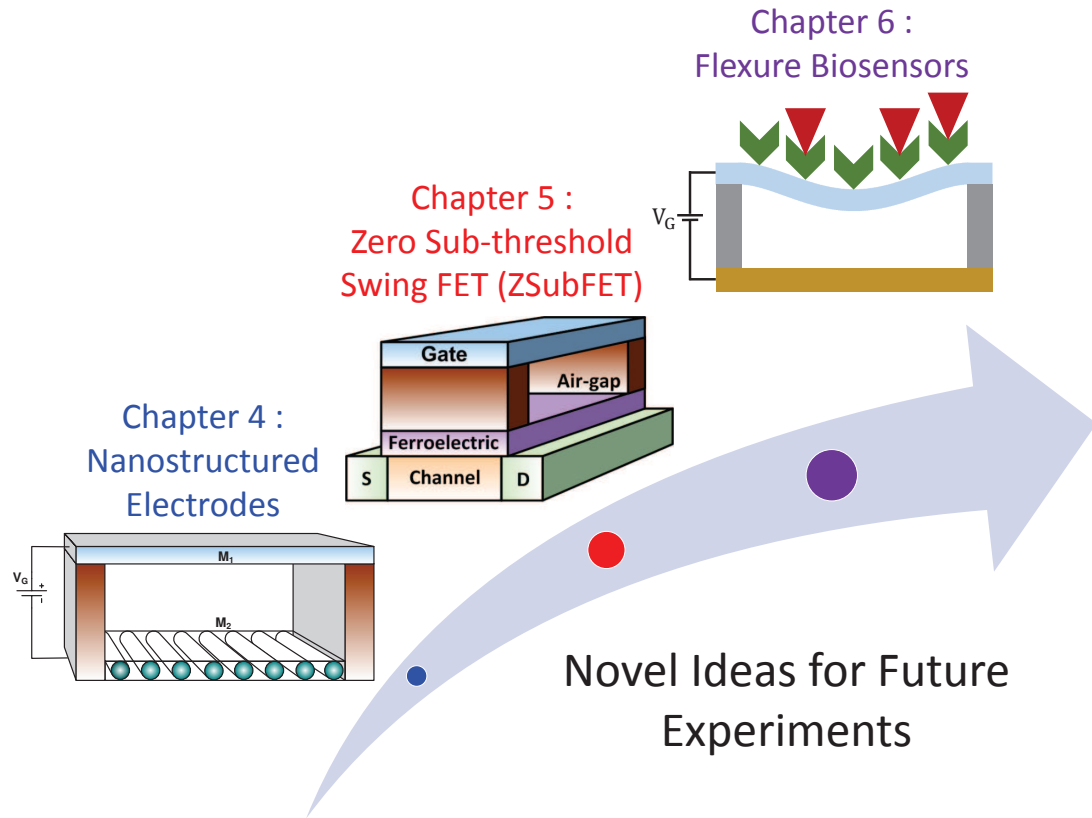 Chapter 6 :
Flexure Biosensors
V_G
Chapter 5 :
Zero Sub-threshold
Swing FET (ZSubFET)
Gate
Air-gap
Ferroelectric
S
Channel
D
Chapter 4 :
Nanostructured
Electrodes
M₁
V_G
+
-
M₂
Novel Ideas for Future
Experiments